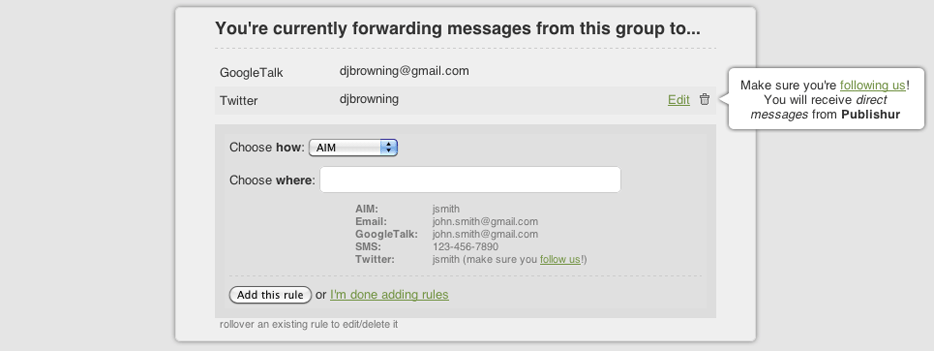 You're currently forwarding messages from this group to...
GoogleTalk djbrowning@gmail.com
Twitter djbrowning Edit
Make sure you're following us!
You will receive direct
messages from Publishur
Choose how: AIM
Choose where:
AIM: jsmith
Email: john.smith@gmail.com
GoogleTalk: john.smith@gmail.com
SMS: 123-456-7890
Twitter: jsmith (make sure you follow us!)
Add this rule or I'm done adding rules
rollover an existing rule to edit/delete it